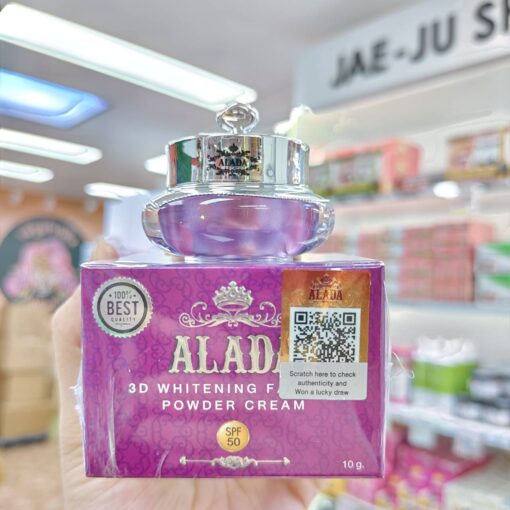 JAE-JU SH
ALADA
100%
BEST
QUALITY
ALADA
ALADA
3D WHITENING FA
POWDER CREAM
Scratch here to check
authenticity and
Won a lucky drew
SPF
50
10 g.